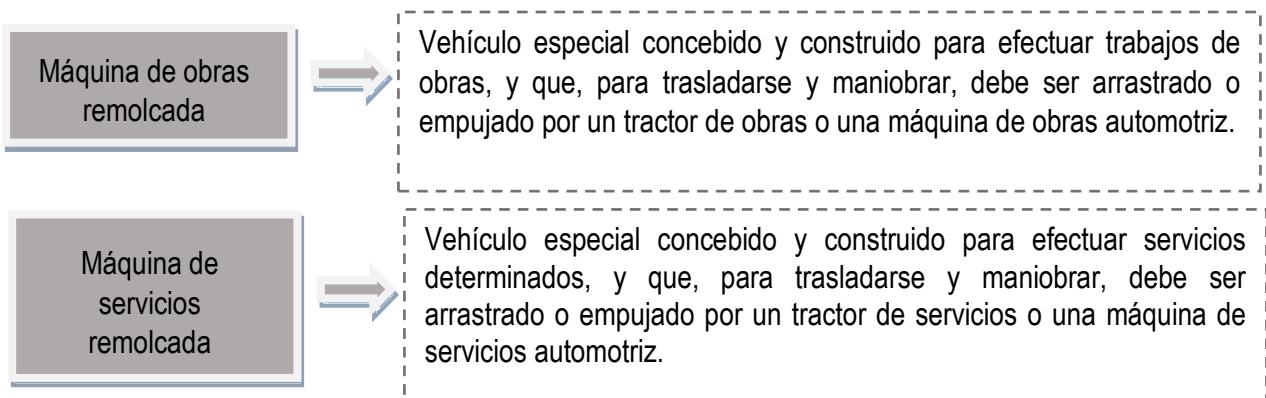 Máquina de obras
remolcada
Vehículo especial concebido y construido para efectuar trabajos de
obras, y que, para trasladarse y maniobrar, debe ser arrastrado o
empujado por un tractor de obras o una máquina de obras automotriz.
Máquina de
servicios
remolcada
Vehículo especial concebido y construido para efectuar servicios
determinados, y que, para trasladarse y maniobrar, debe ser
arrastrado o empujado por un tractor de servicios o una máquina de
servicios automotriz.